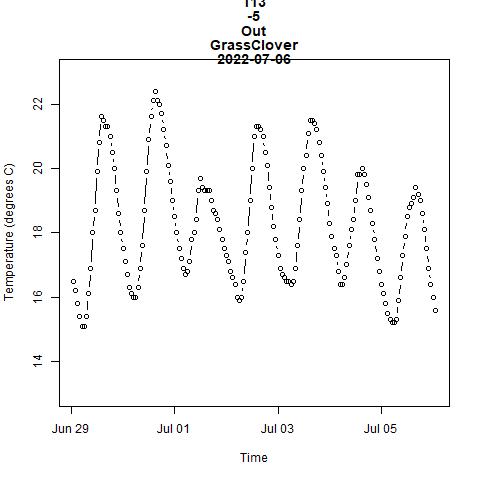 113
-5
Out
GrassClover
2022-07-06
Temperature (degrees C)
22
20
18
16
14
Jun 29
Jul 01
Jul 03
Jul 05
Time